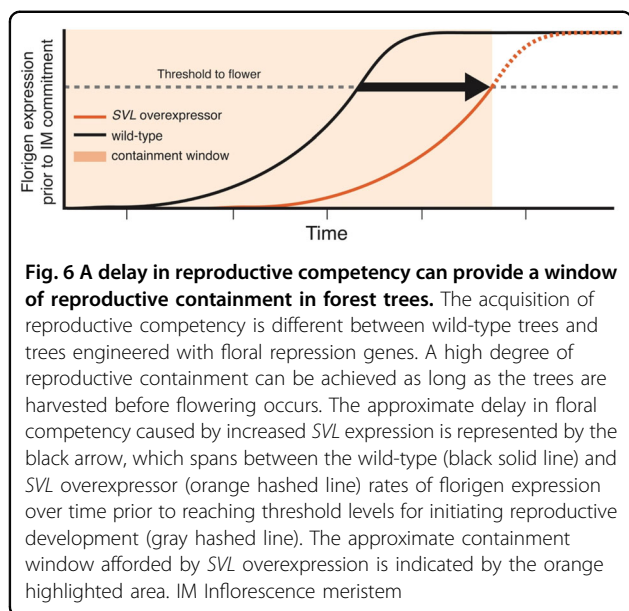 Florigen expression
prior to IM commitment
Threshold to flower
SVL overexpressor
wild-type
containment window
Time
Fig. 6 A delay in reproductive competency can provide a window
of reproductive containment in forest trees. The acquisition of
reproductive competency is different between wild-type trees and
trees engineered with floral repression genes. A high degree of
reproductive containment can be achieved as long as the trees are
harvested before flowering occurs. The approximate delay in floral
competency caused by increased SVL expression is represented by the
black arrow, which spans between the wild-type (black solid line) and
SVL overexpressor (orange hashed line) rates of florigen expression
over time prior to reaching threshold levels for initiating reproductive
development (gray hashed line). The approximate containment
window afforded by SVL overexpression is indicated by the orange
highlighted area. IM Inflorescence meristem